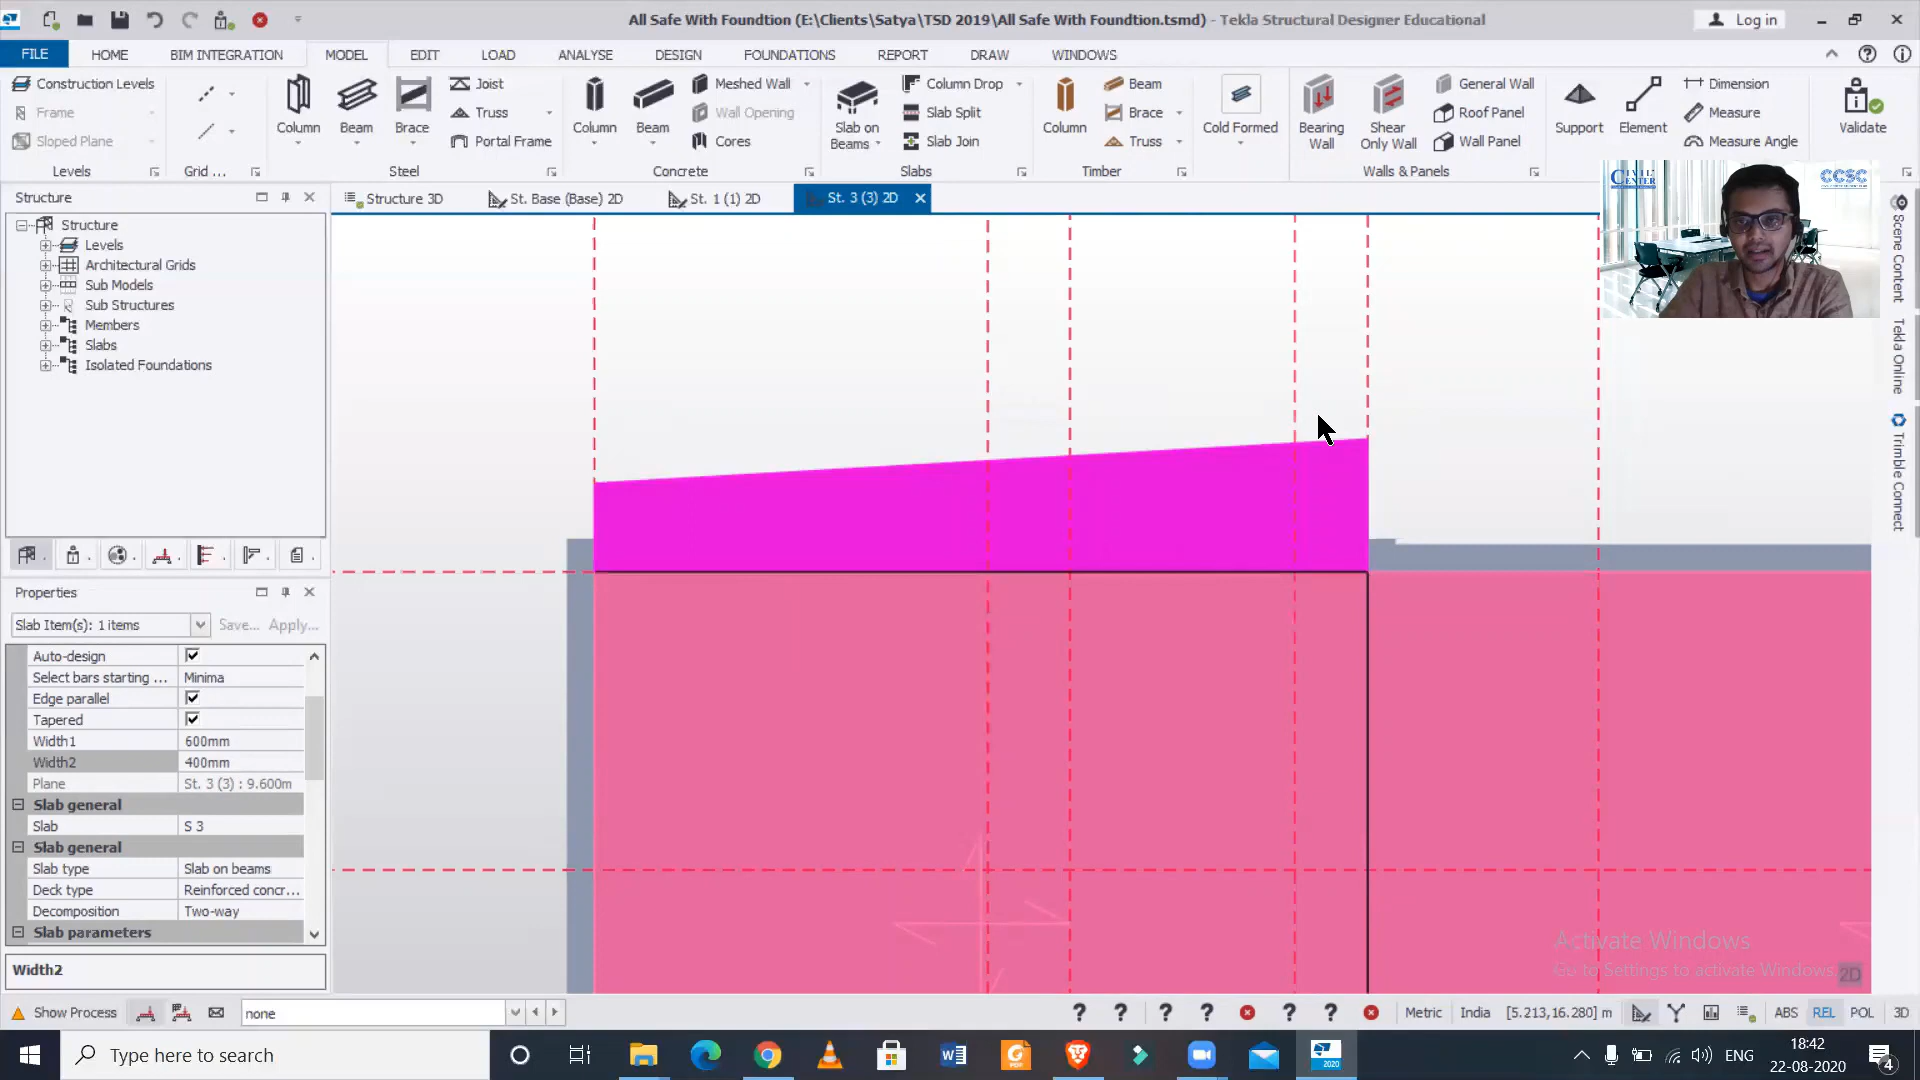 All Safe With Foundtion (E:\Clients\Satya\TSD 2019\All Safe With Foundtion.tsmd) - Tekla Structural Designer Educational
Log in
FILE HOME BIM INTEGRATION MODEL EDIT LOAD ANALYSE DESIGN FOUNDATIONS REPORT DRAW WINDOWS
Construction Levels
Frame
Sloped Plane
Levels
Grid ...
Column
Beam
Brace
Joist
Truss
Portal Frame
Steel
Column
Beam
Meshed Wall
Wall Opening
Cores
Concrete
Slab on
Beams
Column Drop
Slab Split
Slab Join
Slabs
Column
Beam
Brace
Truss
Timber
Cold Formed
Bearing
Wall
Shear
Only Wall
General Wall
Roof Panel
Wall Panel
Walls & Panels
Support
Element
Dimension
Measure
Measure Angle
Validate
CIVIL'
CENTER
CCSC
Structure
Structure 3D
St. Base (Base) 2D
St. 1 (1) 2D
St. 3 (3) 2D
Structure
Levels
Architectural Grids
Sub Models
Sub Structures
Members
Slabs
Isolated Foundations
Scene Content
Tekla Online
Trimble Connect
Properties
Slab Item(s): 1 items
Save...
Apply...
Auto-design
Select bars starting ... Minima
Edge parallel
Tapered
Width1 600mm
Width2 400mm
Plane St. 3 (3) : 9.600m
Slab general
Slab S 3
Slab general
Slab type Slab on beams
Deck type Reinforced concr...
Decomposition Two-way
Slab parameters
Width2
Activate Windows
Go to Settings to activate Windows.
2D
Show Process
none
? ? ? ? ? ?
Metric
India
[5.213,16.280] m
ABS REL POL 3D
Type here to search
2020
ENG
18:42
22-08-2020
4